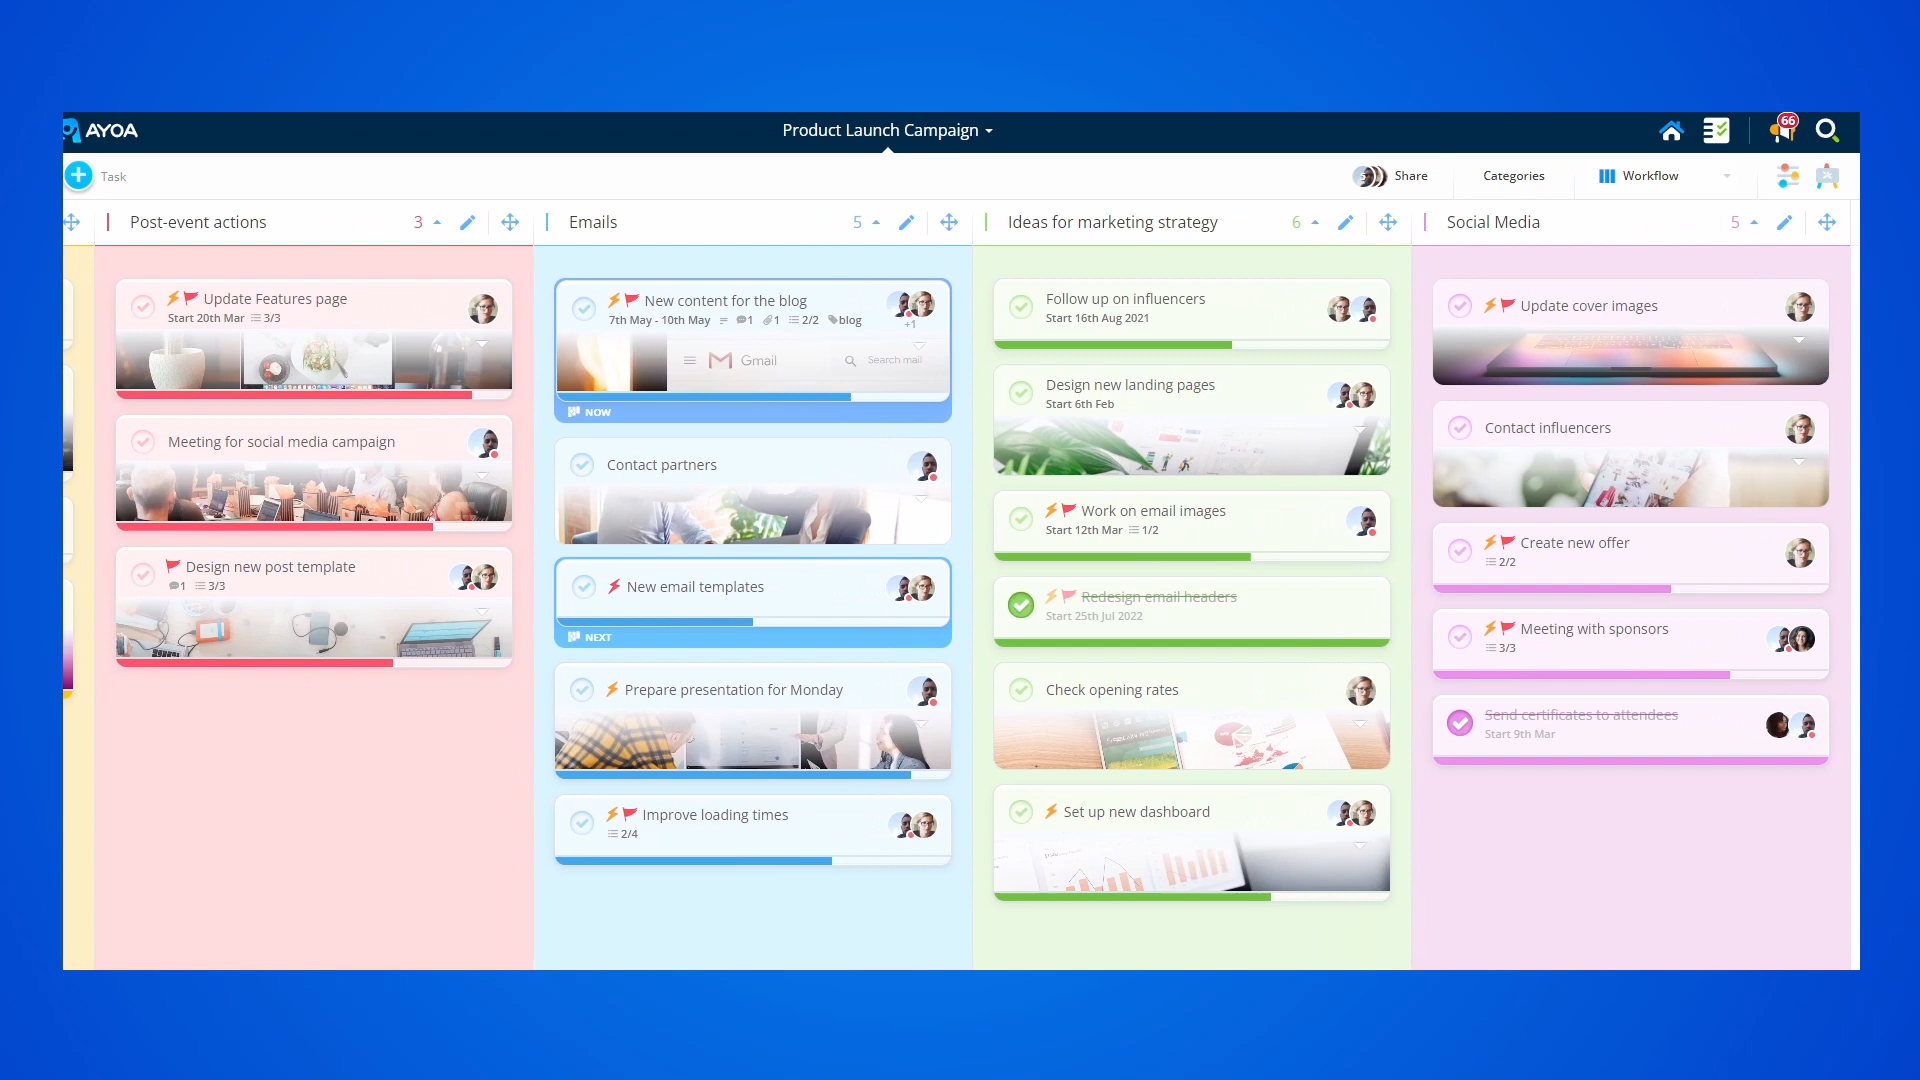 AYOA
Product Launch Campaign
66
Task
Share
Categories
Workflow
Post-event actions 3
Update Features page
Start 20th Mar 3/3
Meeting for social media campaign
Design new post template
1 3/3
Emails 5
New content for the blog
7th May - 10th May 1 1 2/2 blog
+1
Gmail
Search mail
NOW
Contact partners
New email templates
NEXT
Prepare presentation for Monday
Improve loading times
2/4
Ideas for marketing strategy 6
Follow up on influencers
Start 16th Aug 2021
Design new landing pages
Start 6th Feb
Work on email images
Start 12th Mar 1/2
Redesign email headers
Start 25th Jul 2022
Check opening rates
Set up new dashboard
Social Media 5
Update cover images
Contact influencers
Create new offer
2/2
Meeting with sponsors
3/3
Send certificates to attendees
Start 9th Mar